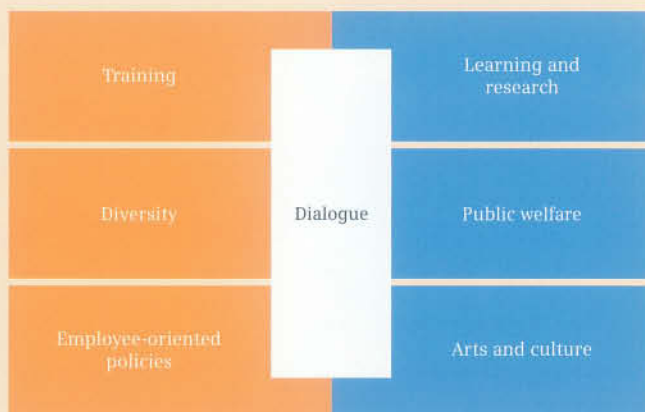 Training
Learning and
research
Diversity
Dialogue
Public welfare
Employee-oriented
policies
Arts and culture